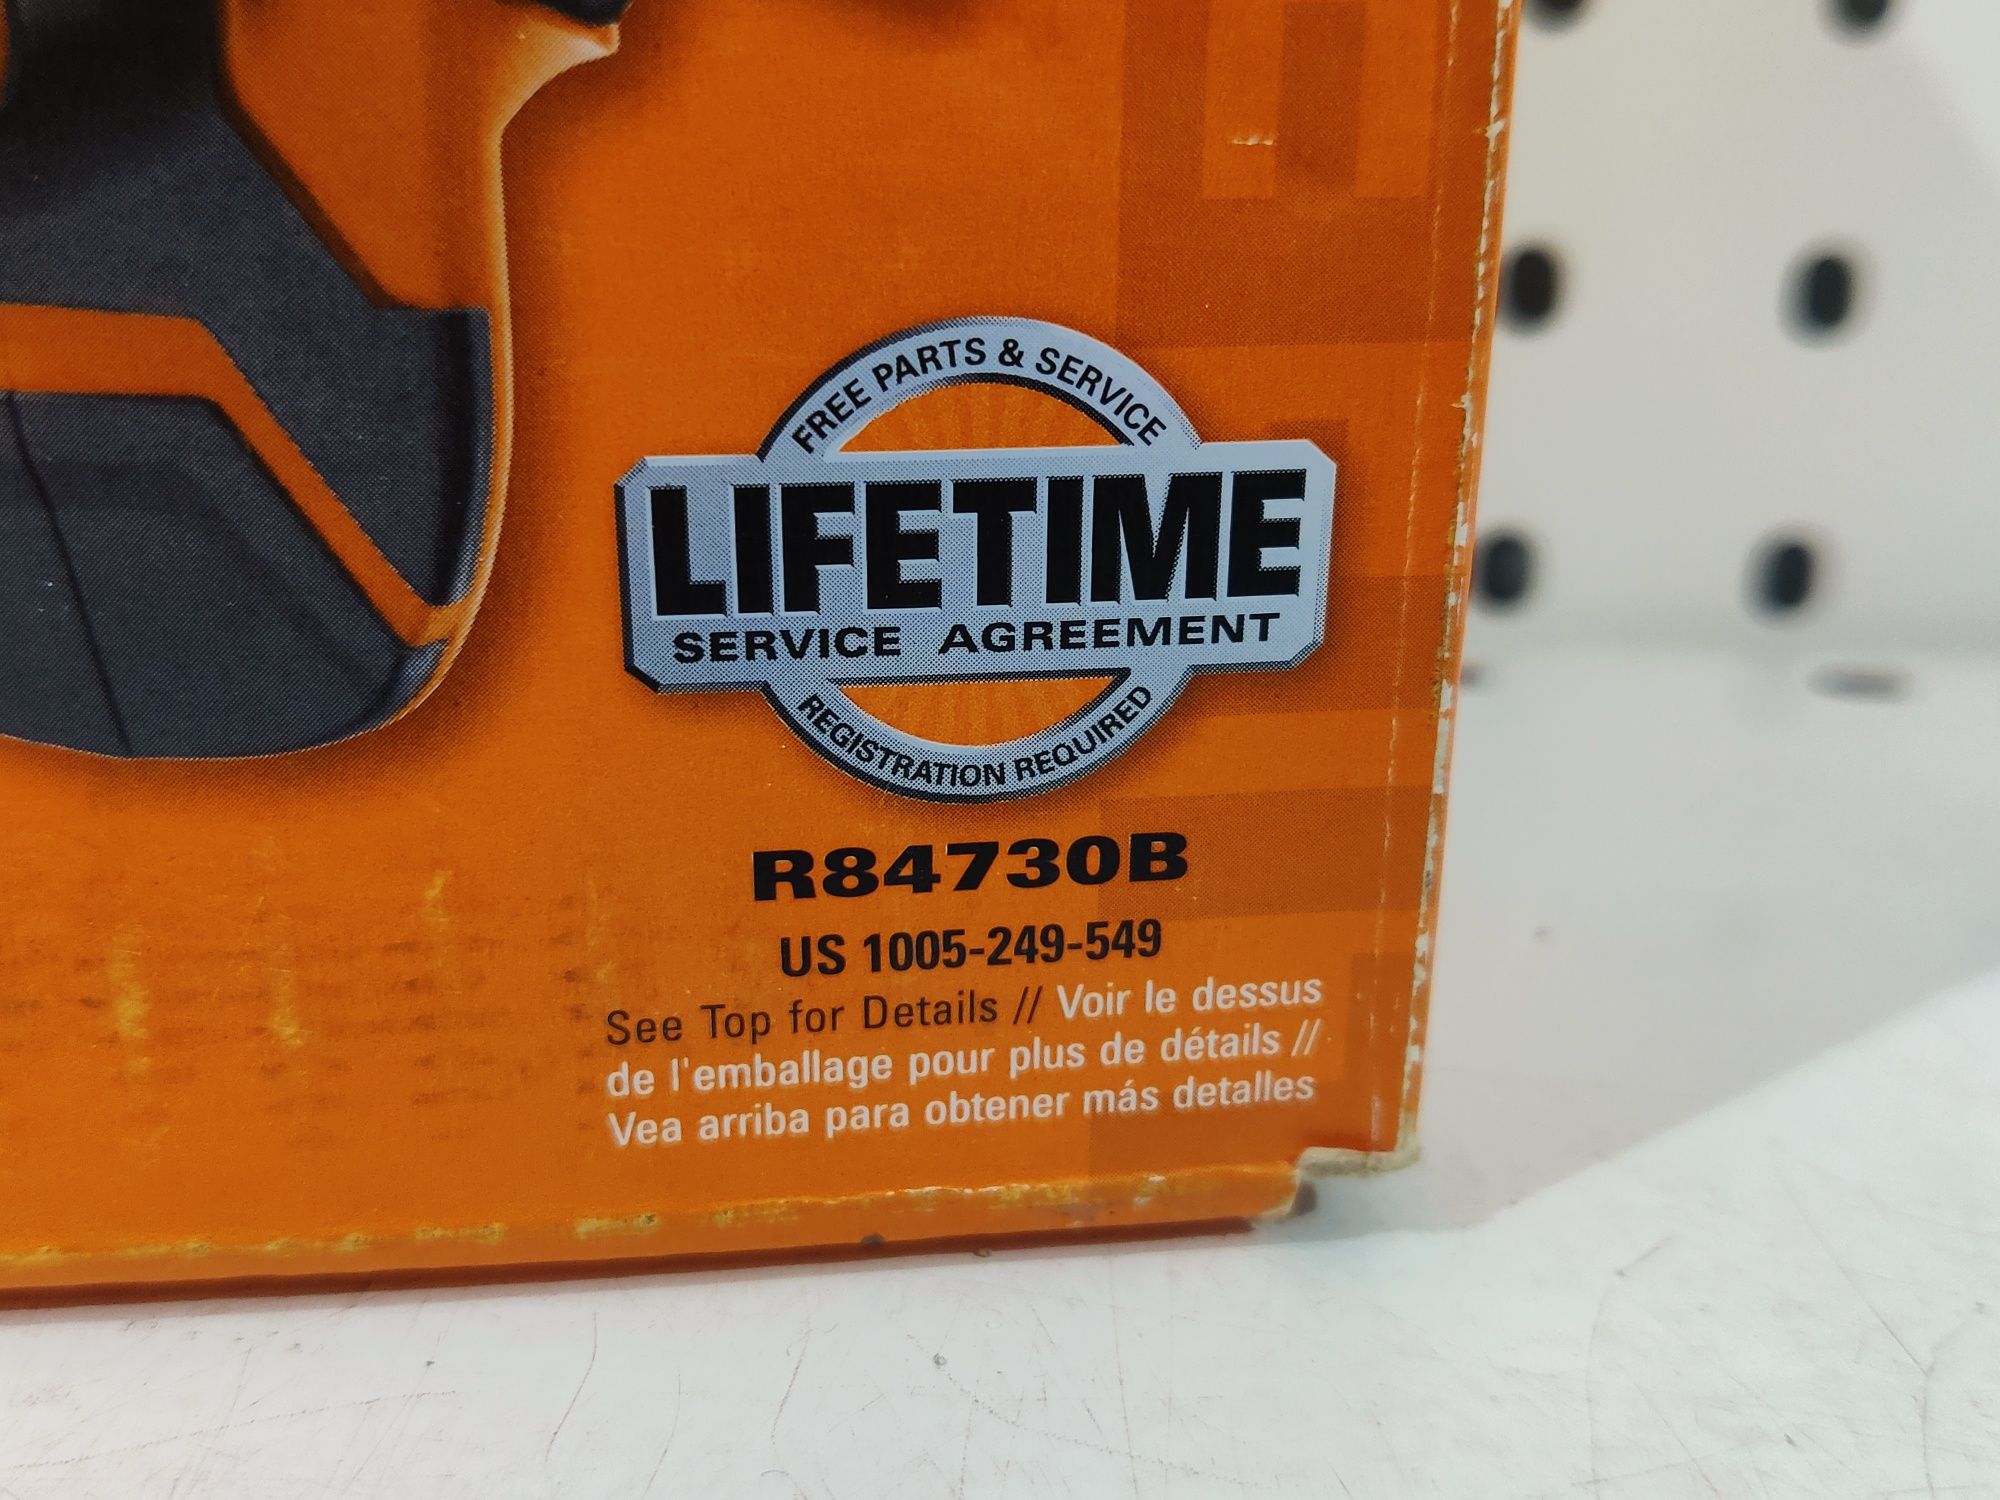 FREE PARTS & SERVICE
LIFETIME
SERVICE AGREEMENT
REGISTRATION REQUIRED
R84730B
US 1005-249-549
See Top for Details // Voir le dessus
de l'emballage pour plus de détails //
Vea arriba para obtener más detalles